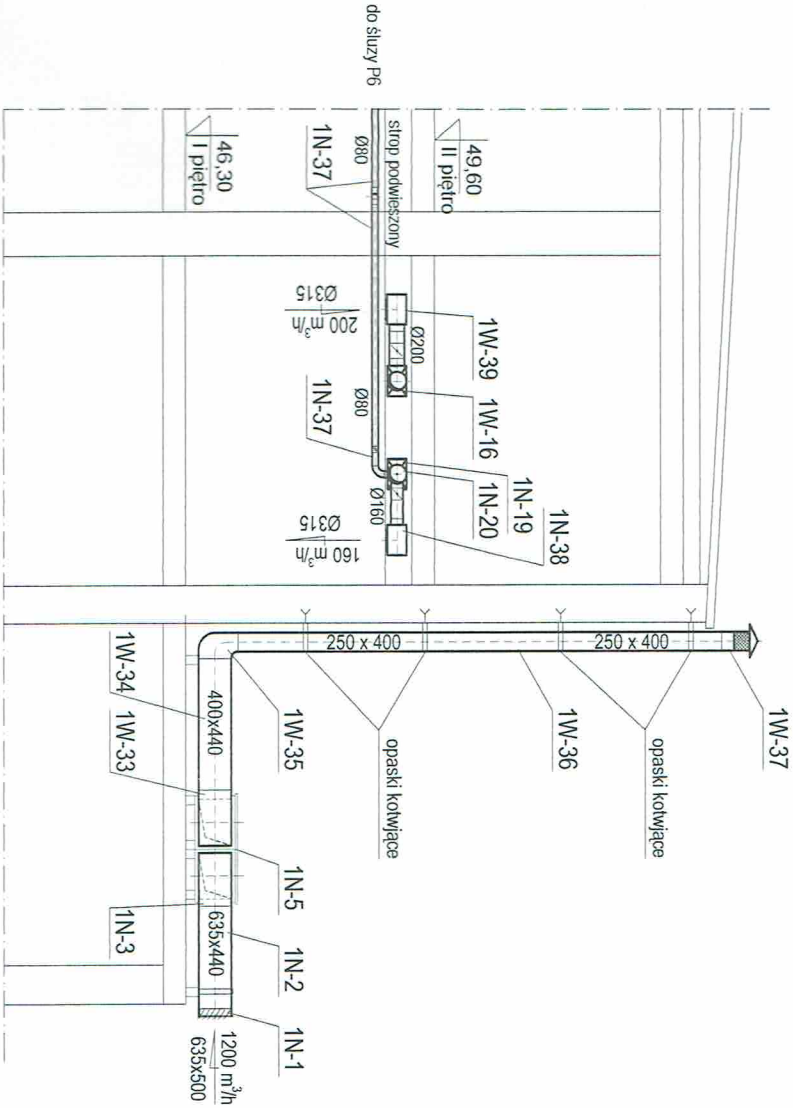 do śluzy P6
Ø80
1N-37
strop podwieszony
46,30
I piętro
49,60
II piętro
Ø315
200 m³/h
Ø200
1W-39
1W-16
Ø80
1N-37
Ø160
1N-20
1N-19
1N-38
Ø315
160 m³/h
250 x 400
250 x 400
1W-37
1W-36
1W-35
1W-34
1W-33
400x440
opaski kotwjące
opaski kotwjące
1N-5
1N-3
635x440
1N-2
1N-1
1200 m³/h
635x500